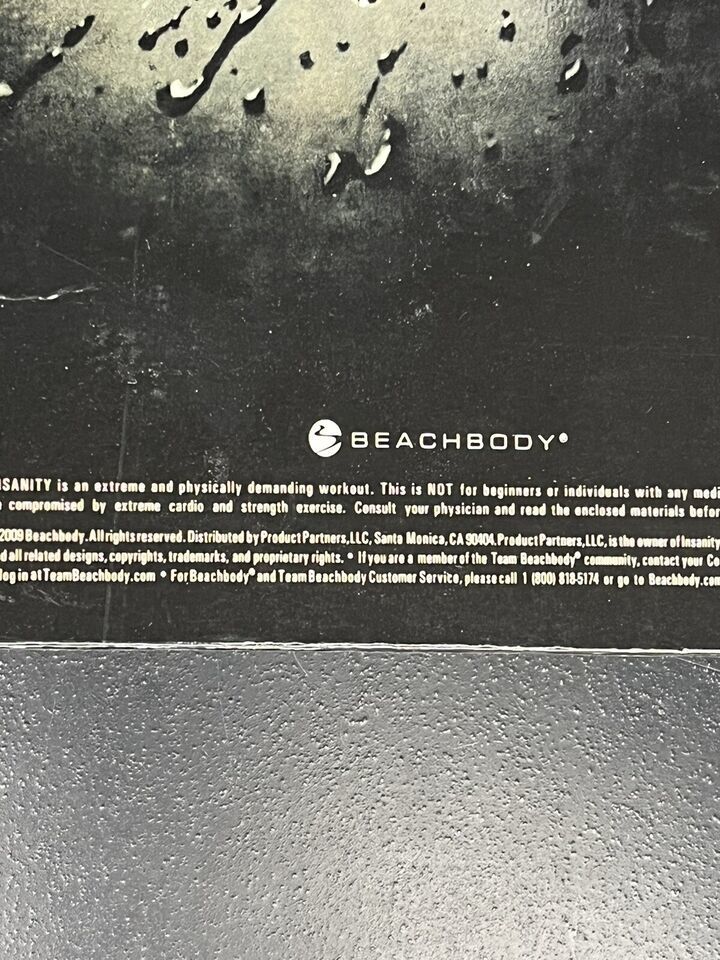 BEACHBODY®
NSANITY is an extreme and physically demanding workout. This is NOT for beginners or individuals with any medi
compromised by extreme cardio and strength exercise. Consult your physician and read the enclosed materials befor
2009 Beachbody. All rights reserved. Distributed by Product Partners, LLC, Santa Monica, CA 90404. Product Partners, LLC, is the owner of Insanity
d all related designs, copyrights, trademarks, and proprietary rights. • If you are a member of the Team Beachbody® community, contact your Co
log in at TeamBeachbody.com • For Beachbody® and Team Beachbody Customer Service, please call 1 (800) 818-5174 or go to Beachbody.com